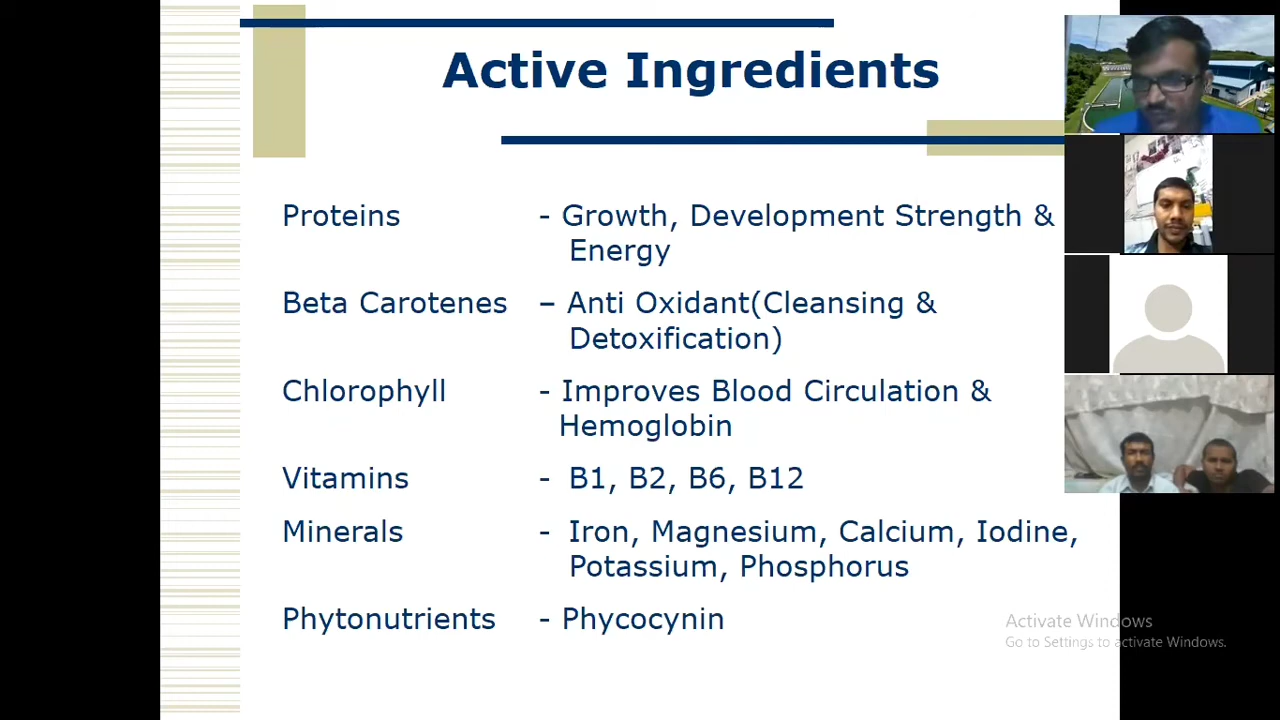 Active Ingredients
Proteins - Growth, Development Strength &
Energy
Beta Carotenes – Anti Oxidant(Cleansing &
Detoxification)
Chlorophyll - Improves Blood Circulation &
Hemoglobin
Vitamins - B1, B2, B6, B12
Minerals - Iron, Magnesium, Calcium, Iodine,
Potassium, Phosphorus
Phytonutrients - Phycocynin
Activate Windows
Go to Settings to activate Windows.